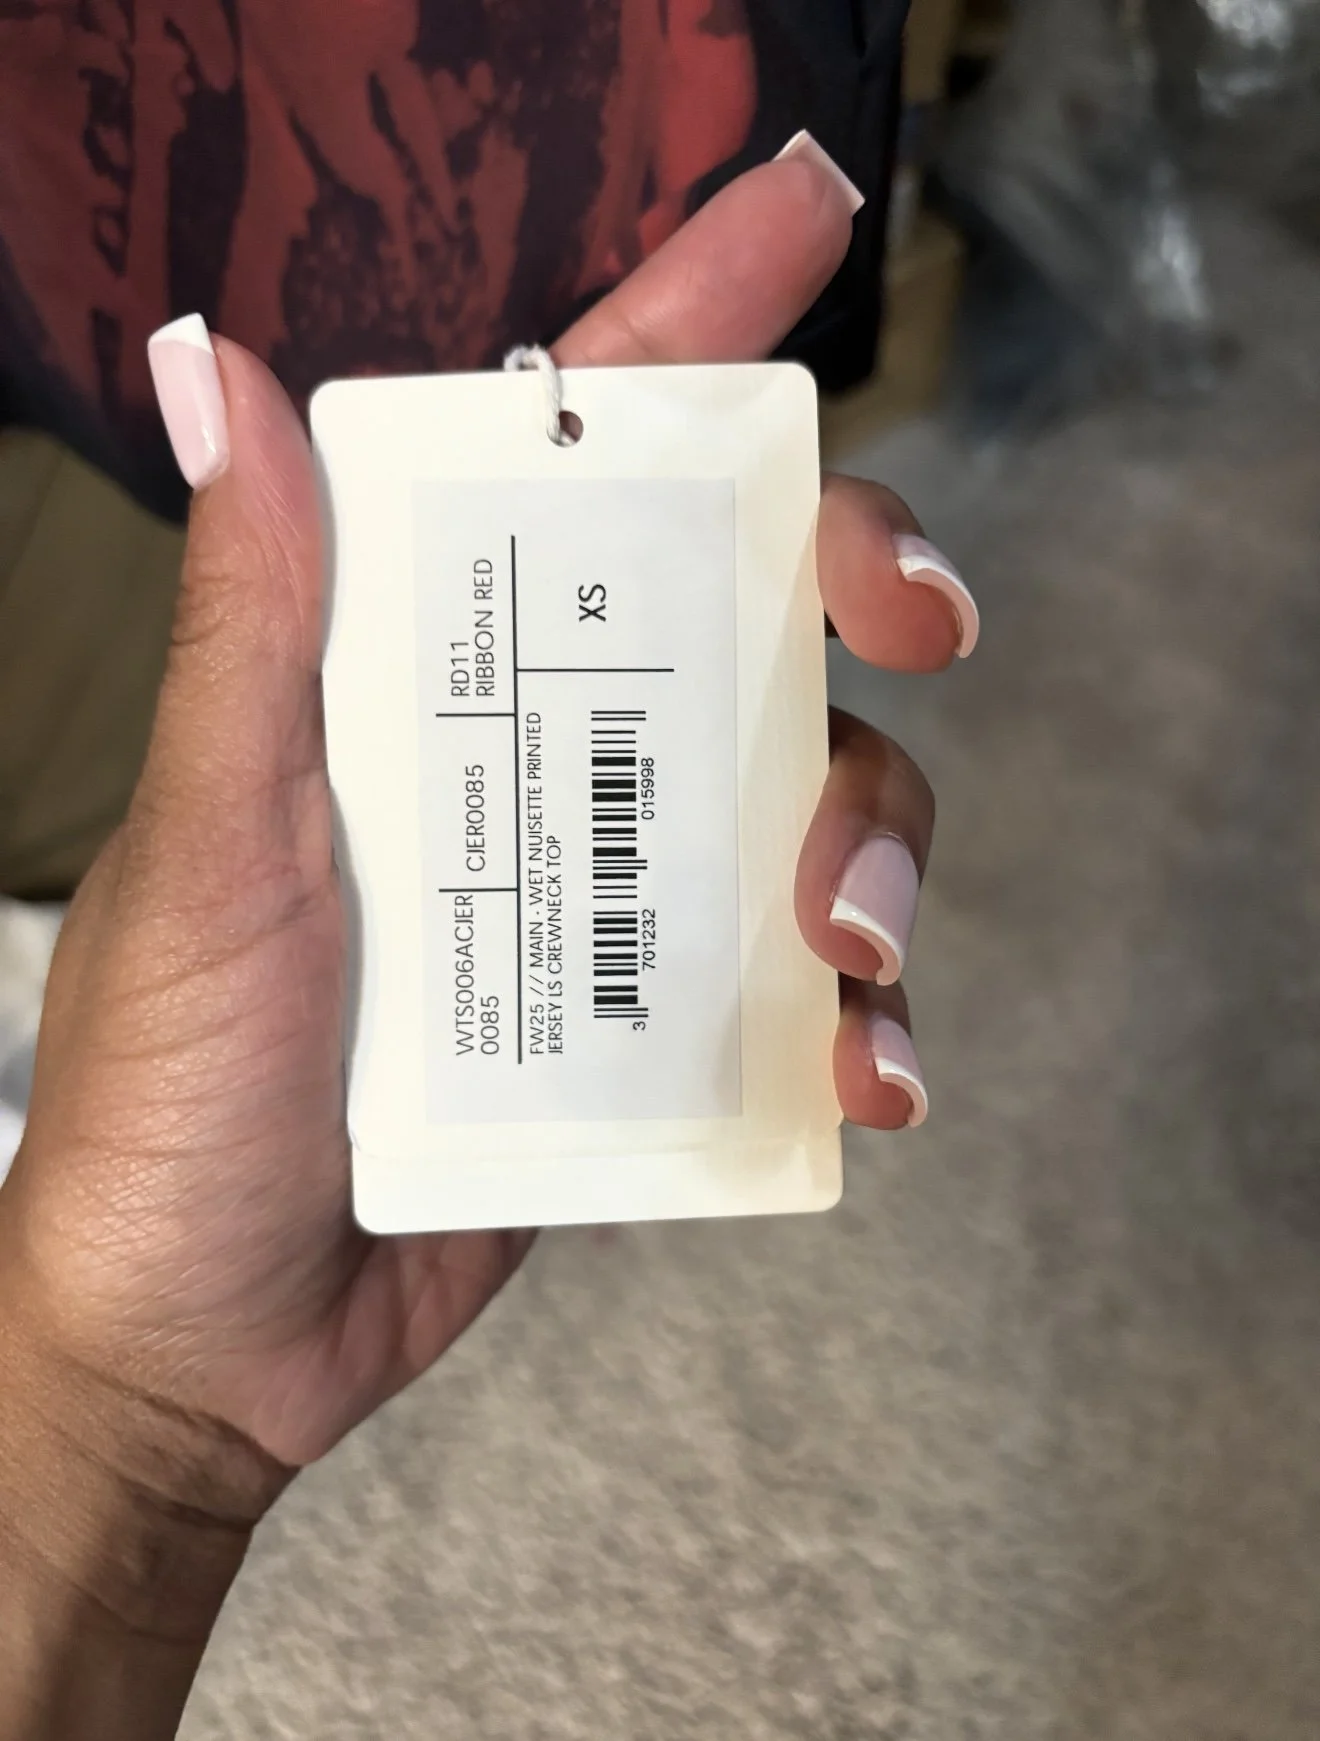 WTS006ACJER
0085
CJER0085
RD11
RIBBON RED
FW25 // MAIN - WET NUISETTE PRINTED
JERSEY LS CREWNECK TOP
XS
3 701232 015998